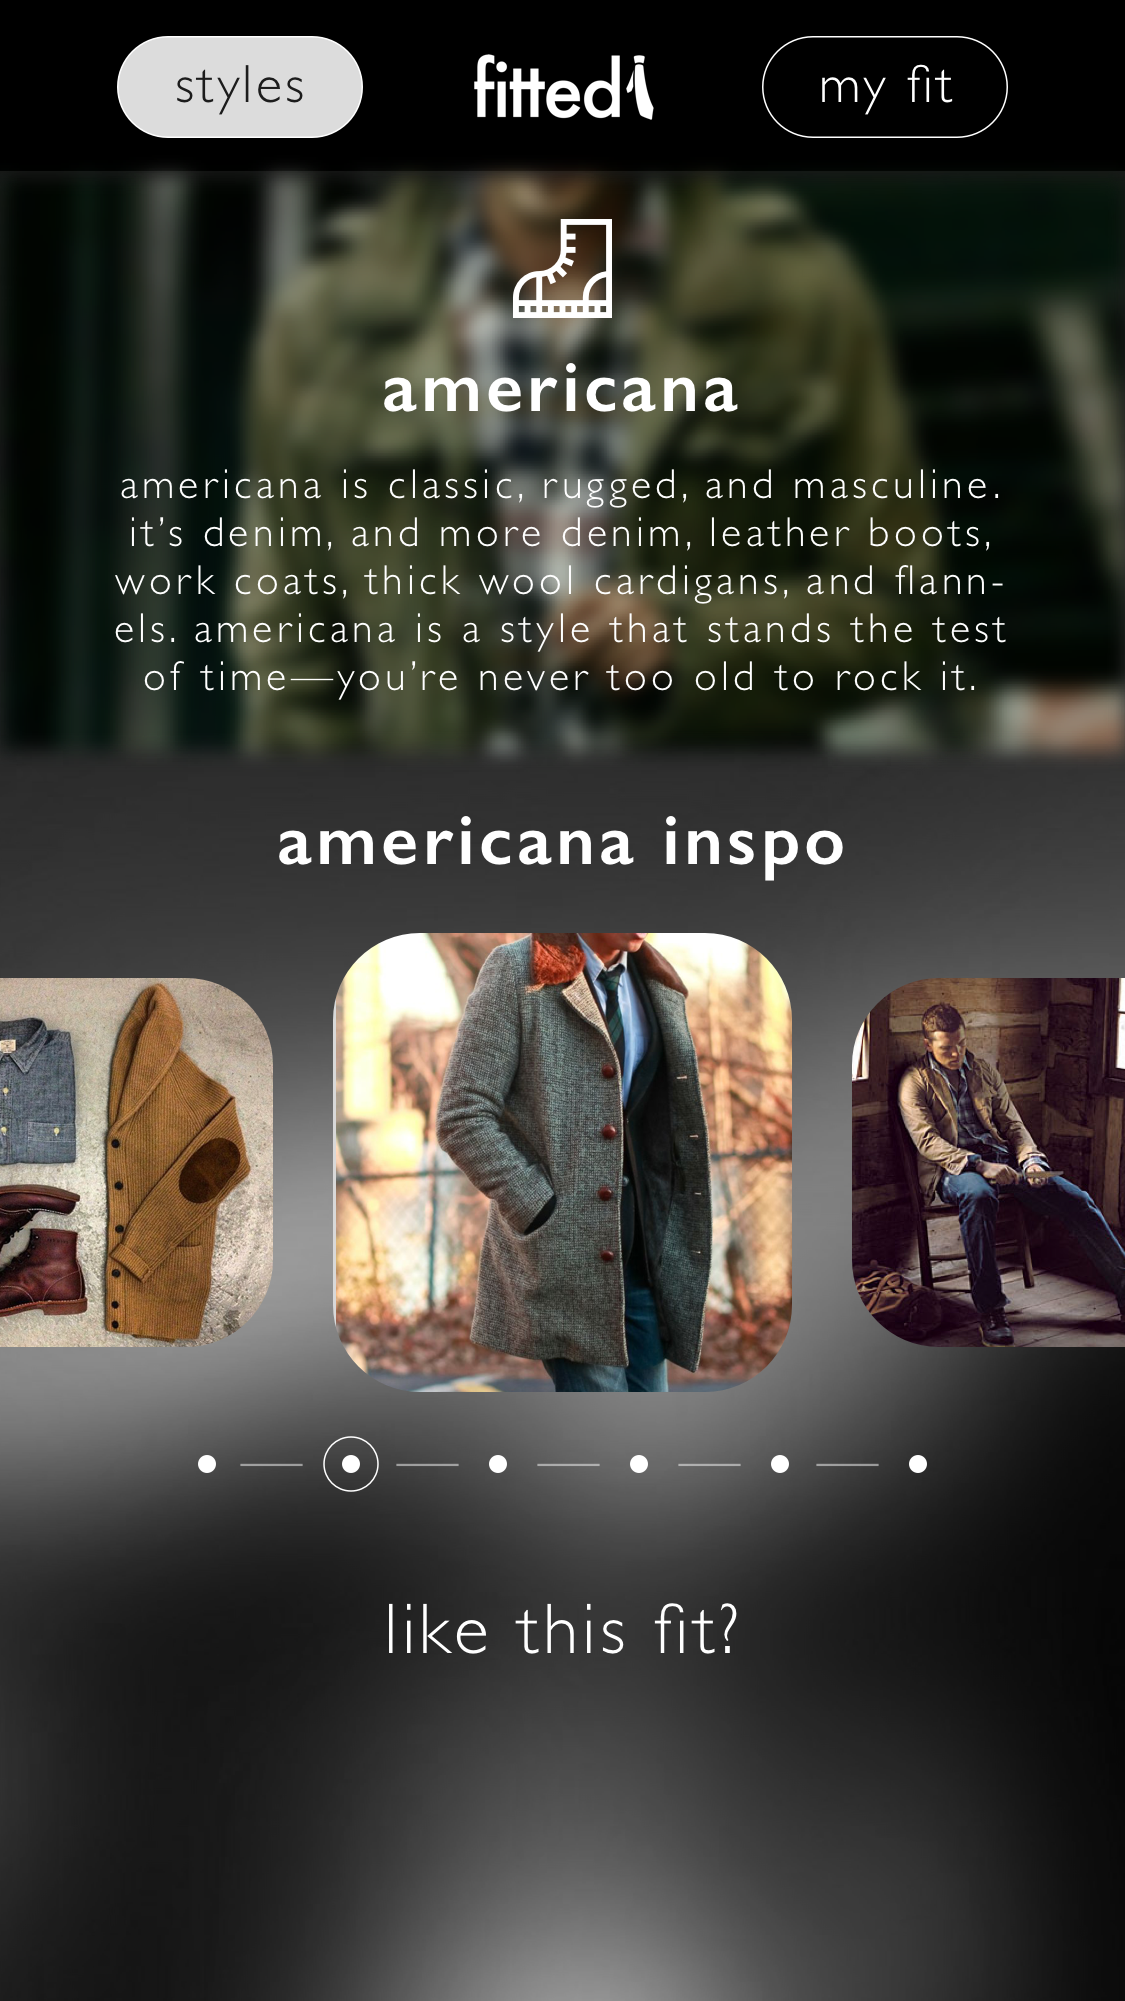 styles
fitted
my fit
americana
americana is classic, rugged, and masculine.
it’s denim, and more denim, leather boots,
work coats, thick wool cardigans, and flann-
els. americana is a style that stands the test
of time—you’re never too old to rock it.
americana inspo
like this fit?